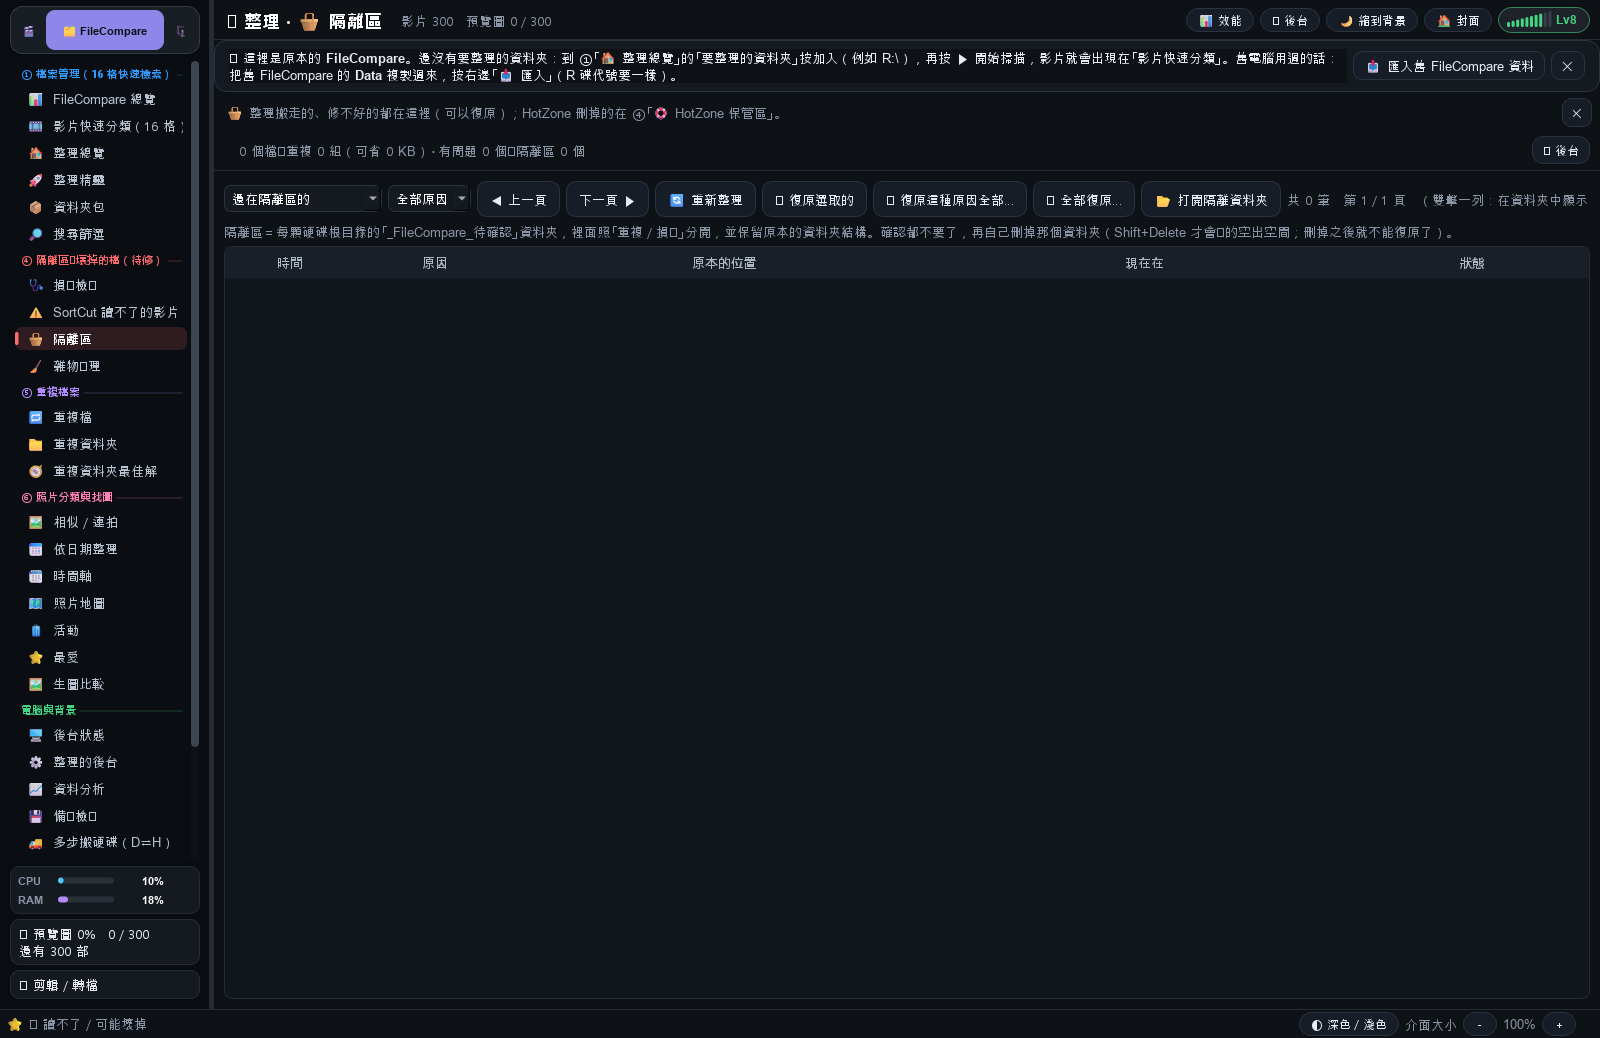 FileCompare
① 檔案管理（16 格快速檢索）
FileCompare 總覽
影片快速分類（16 格）
整理總覽
整理精靈
資料夾包
搜尋篩選
④ 隔離區 壞掉的檔（待修）
損 檢
SortCut 讀不了的影片
隔離區
雜物 理
⑤ 重複檔案
重複檔
重複資料夾
重複資料夾最佳解
⑥ 照片分類與找圖
相似 / 連拍
依日期整理
時間軸
照片地圖
活動
最愛
生圖比較
電腦與背景
後台狀態
整理的後台
資料分析
備 檢
多步搬硬碟（D⇌H）
CPU 10%
RAM 18%
預覽圖 0% 0 / 300
還有 300 部
剪輯 / 轉檔
整理 · 隔離區 影片 300 預覽圖 0 / 300
效能 後台 縮到背景 封面 Lv8
這裡是原本的 FileCompare。還沒有要整理的資料夾：到 ①「整理總覽」的「要整理的資料夾」按加入（例如 R:\），再按 ▶ 開始掃描，影片就會出現在「影片快速分類」。舊電腦用過的話：
把舊 FileCompare 的 Data 複製過來，按右邊「匯入」（R 碟代號要一樣）。
匯入舊 FileCompare 資料 ×
整理搬走的、修不好的都在這裡（可以復原）；HotZone 刪掉的在 ④「HotZone 保管區」。 ×
0 個檔 重複 0 組（可省 0 KB）· 有問題 0 個 隔離區 0 個 後台
還在隔離區的 全部原因 ◀ 上一頁 下一頁 ▶ 重新整理 復原選取的 復原這種原因全部... 全部復原... 打開隔離資料夾 共 0 筆 第 1 / 1 頁 （雙擊一列：在資料夾中顯示
隔離區 = 每顆硬碟根目錄的「_FileCompare_待確認」資料夾，裡面照「重複 / 損 」分開，並保留原本的資料夾結構。確認都不要了，再自己刪掉那個資料夾（Shift+Delete 才會 的空出空間；刪掉之後就不能復原了）。
時間 原因 原本的位置 現在在 狀態
讀不了 / 可能壞掉
深色 / 淺色 介面大小 - 100% +